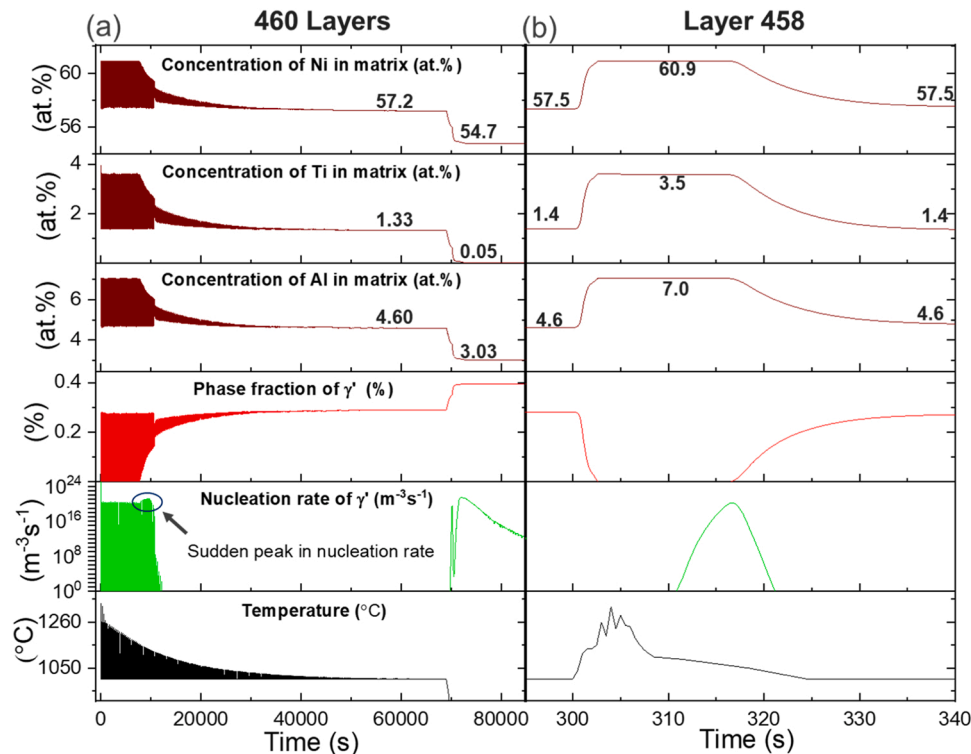 (a) 460 Layers (b) Layer 458
Concentration of Ni in matrix (at.%)
(at.%)
60
56
57.2
54.7
57.5
60.9
57.5
Concentration of Ti in matrix (at.%)
(at.%)
4
2
1.33
0.05
1.4
3.5
1.4
Concentration of Al in matrix (at.%)
(at.%)
6
4
4.60
3.03
4.6
7.0
4.6
Phase fraction of γ' (%)
(%)
0.4
0.2
Nucleation rate of γ' (m⁻³s⁻¹)
(m⁻³s⁻¹)
10²⁴
10¹⁶
10⁸
10⁰
Sudden peak in nucleation rate
Temperature (°C)
(°C)
1260
1050
0 20000 40000 60000 80000
300 310 320 330 340
Time (s) Time (s)